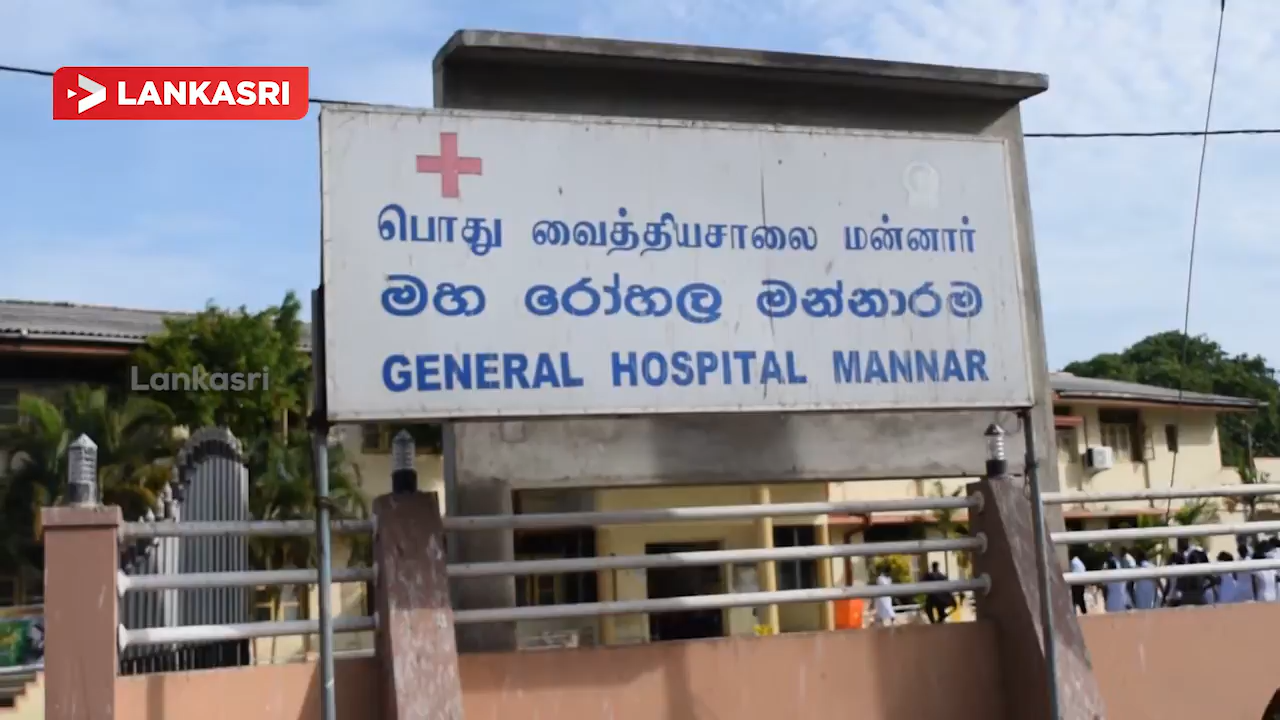 LANKASRI
பொது வைத்தியசாலை மன்னார்
මහ රෝහල මන්නාරම
GENERAL HOSPITAL MANNAR
Lankasri